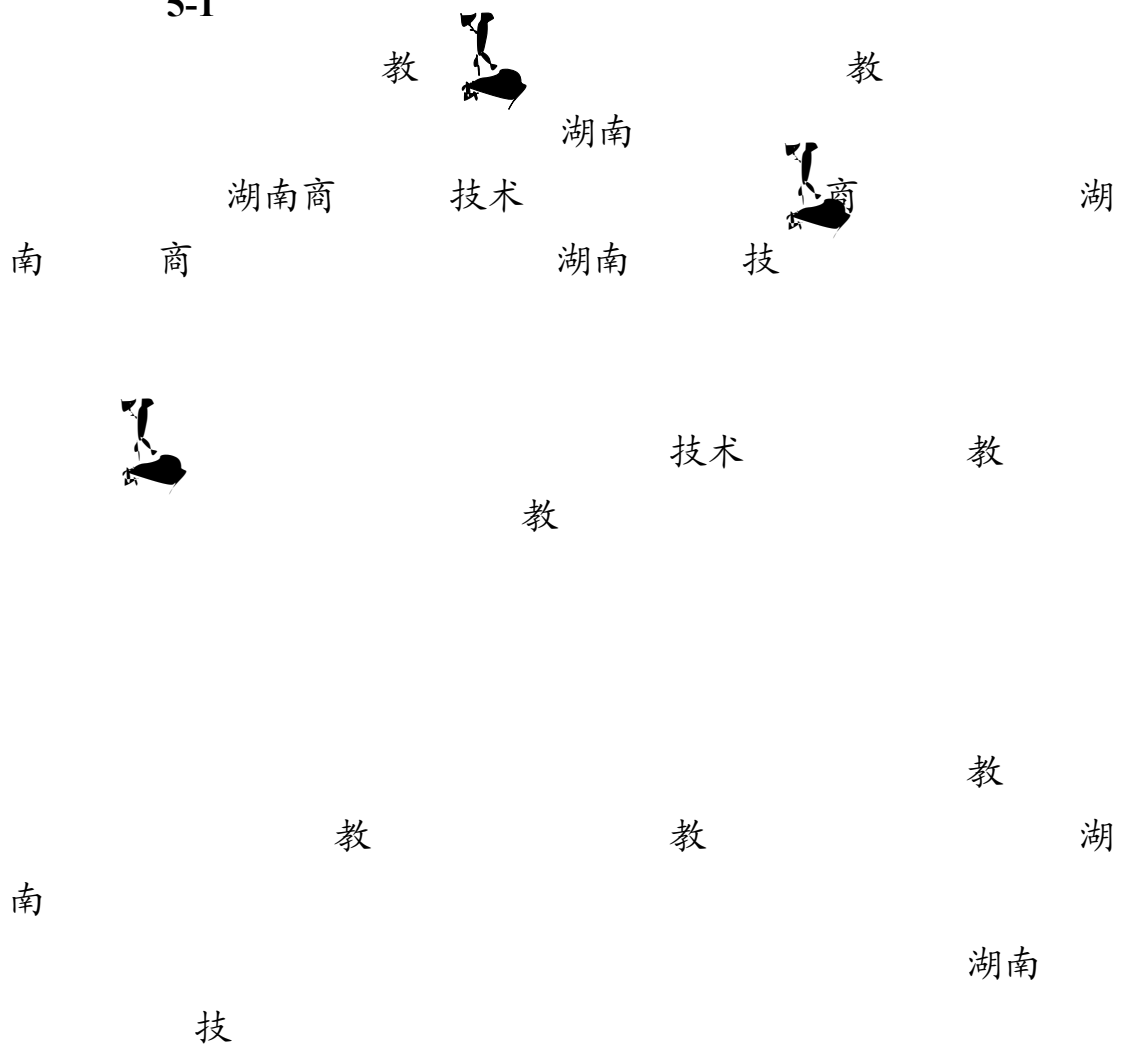 5-1
教 教
湖南
湖南商 技术 商 湖
南 商 湖南 技
技术 教
教
教
教 教 湖
南
湖南
技